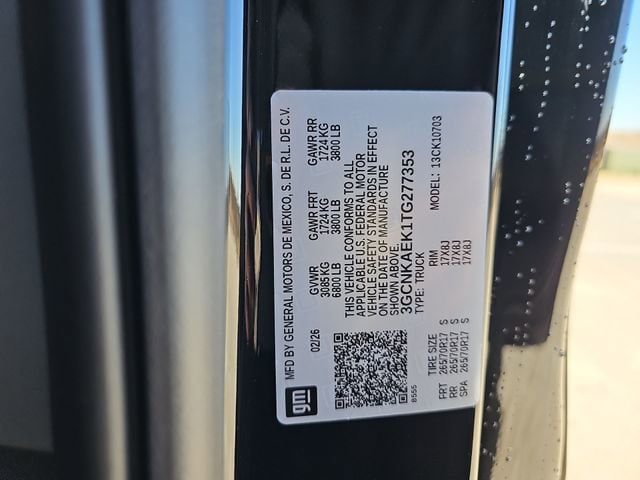 MFD BY GENERAL MOTORS DE MEXICO, S. DE R.L. DE C.V.
02/26 GVWR GAWR FRT GAWR RR
3085 KG 1724 KG 1724 KG
6800 LB 3800 LB 3800 LB
THIS VEHICLE CONFORMS TO ALL
APPLICABLE U.S. FEDERAL MOTOR
VEHICLE SAFETY STANDARDS IN EFFECT
ON THE DATE OF MANUFACTURE
SHOWN ABOVE.
3GCNKAEK1TG277353
TYPE: TRUCK MODEL: 13CK10703
gm
8555
TIRE SIZE RIM
FRT 265/70R17 S 17X8J
RR 265/70R17 S 17X8J
SPA 265/70R17 S 17X8J